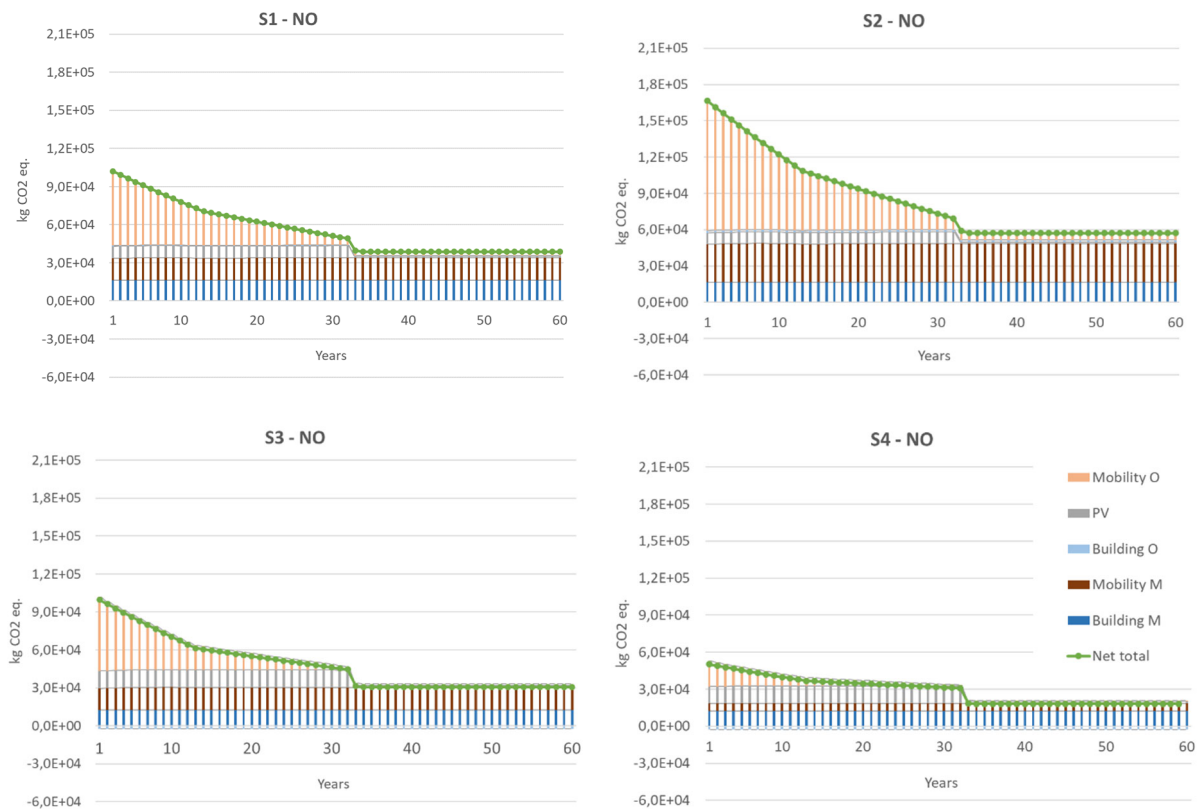 S1 - NO
kg CO2 eq.
2,1E+05
1,8E+05
1,5E+05
1,2E+05
9,0E+04
6,0E+04
3,0E+04
0,0E+00
-3,0E+04
-6,0E+04
1 10 20 30 40 50 60
Years
S2 - NO
kg CO2 eq.
2,1E+05
1,8E+05
1,5E+05
1,2E+05
9,0E+04
6,0E+04
3,0E+04
0,0E+00
-3,0E+04
-6,0E+04
1 10 20 30 40 50 60
Years
S3 - NO
kg CO2 eq.
2,1E+05
1,8E+05
1,5E+05
1,2E+05
9,0E+04
6,0E+04
3,0E+04
0,0E+00
-3,0E+04
-6,0E+04
1 10 20 30 40 50 60
Years
S4 - NO
kg CO2 eq.
2,1E+05
1,8E+05
1,5E+05
1,2E+05
9,0E+04
6,0E+04
3,0E+04
0,0E+00
-3,0E+04
-6,0E+04
1 10 20 30 40 50 60
Years
Mobility O
PV
Building O
Mobility M
Building M
Net total